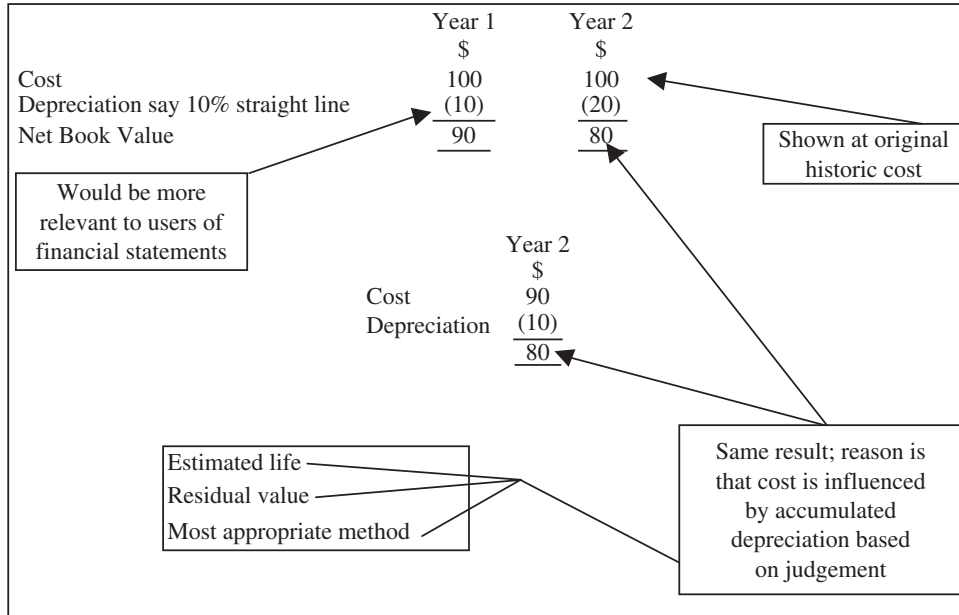 Year 1 Year 2
$ $
Cost 100 100
Depreciation say 10% straight line (10) (20)
Net Book Value 90 80
Shown at original
historic cost
Would be more
relevant to users of
financial statements
Year 2
$
Cost 90
Depreciation (10)
80
Estimated life
Residual value
Most appropriate method
Same result; reason is
that cost is influenced
by accumulated
depreciation based
on judgement